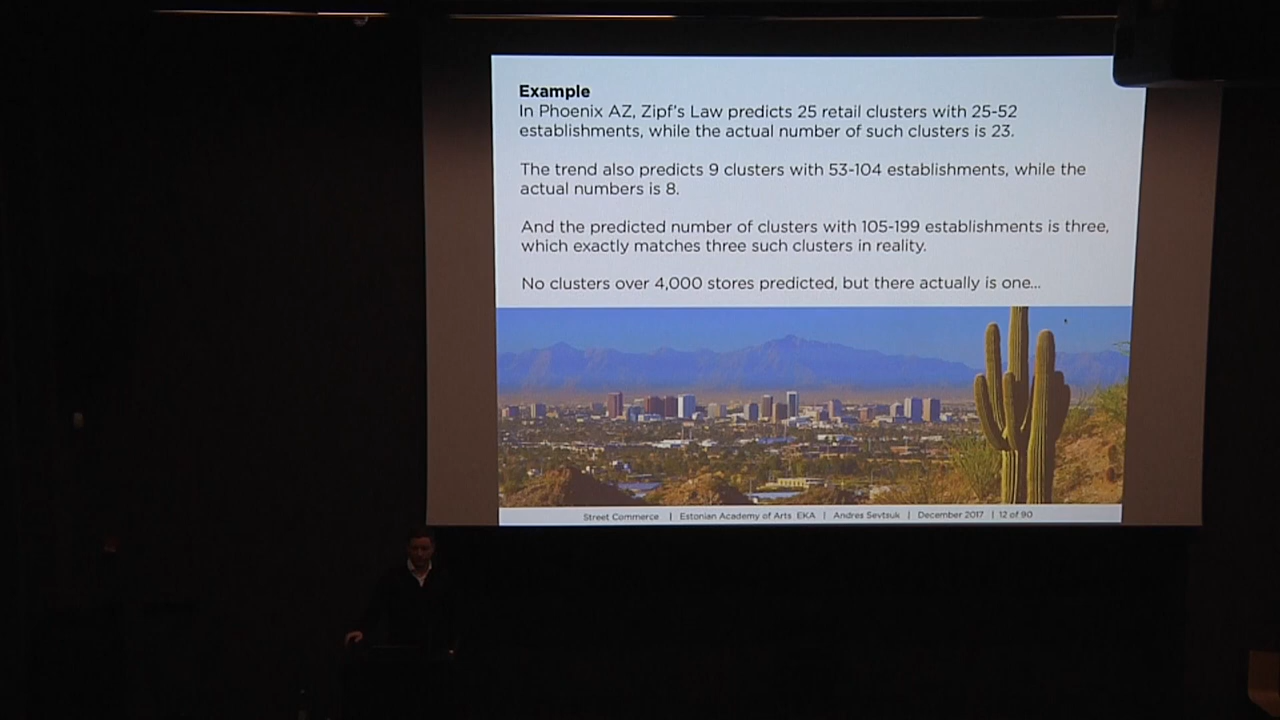 Example
In Phoenix AZ, Zipf's Law predicts 25 retail clusters with 25-52
establishments, while the actual number of such clusters is 23.
The trend also predicts 9 clusters with 53-104 establishments, while the
actual numbers is 8.
And the predicted number of clusters with 105-199 establishments is three,
which exactly matches three such clusters in reality.
No clusters over 4,000 stores predicted, but there actually is one...
Street Commerce | Estonian Academy of Arts EKA | Andres Sevtsuk | December 2017 | 12 of 90